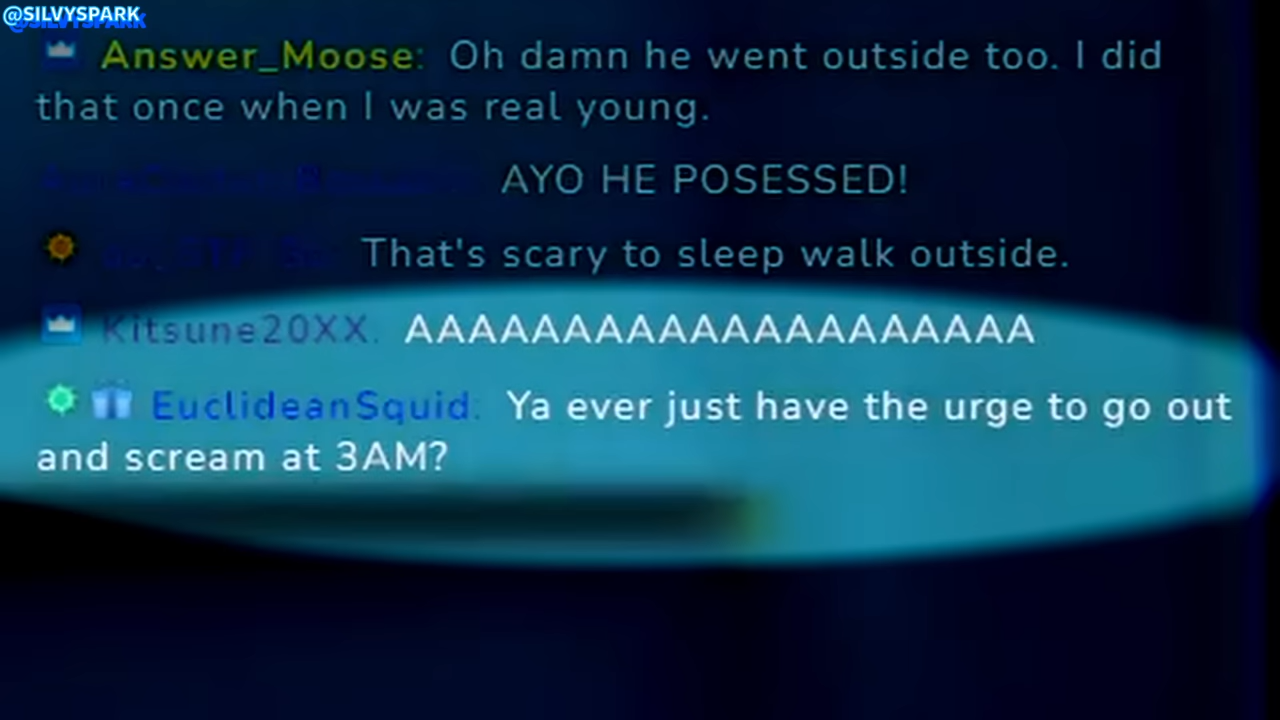 @SILVYSPARK
@SILVYSPARK
Answer_Moose: Oh damn he went outside too. I did
that once when I was real young.
AYO HE POSESSED!
That's scary to sleep walk outside.
Kitsune20XX: AAAAAAAAAAAAAAAAAAAA
EuclideanSquid: Ya ever just have the urge to go out
and scream at 3AM?